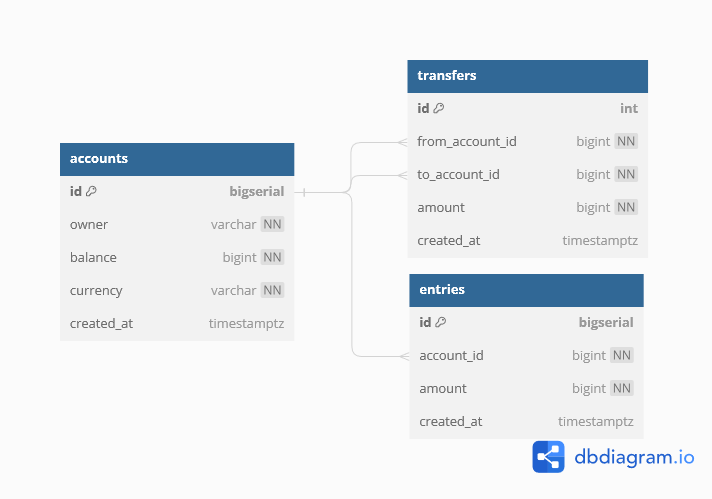 accounts
id bigserial
owner varchar NN
balance bigint NN
currency varchar NN
created_at timestamptz
transfers
id int
from_account_id bigint NN
to_account_id bigint NN
amount bigint NN
created_at timestamptz
entries
id bigserial
account_id bigint NN
amount bigint NN
created_at timestamptz
dbdiagram.io